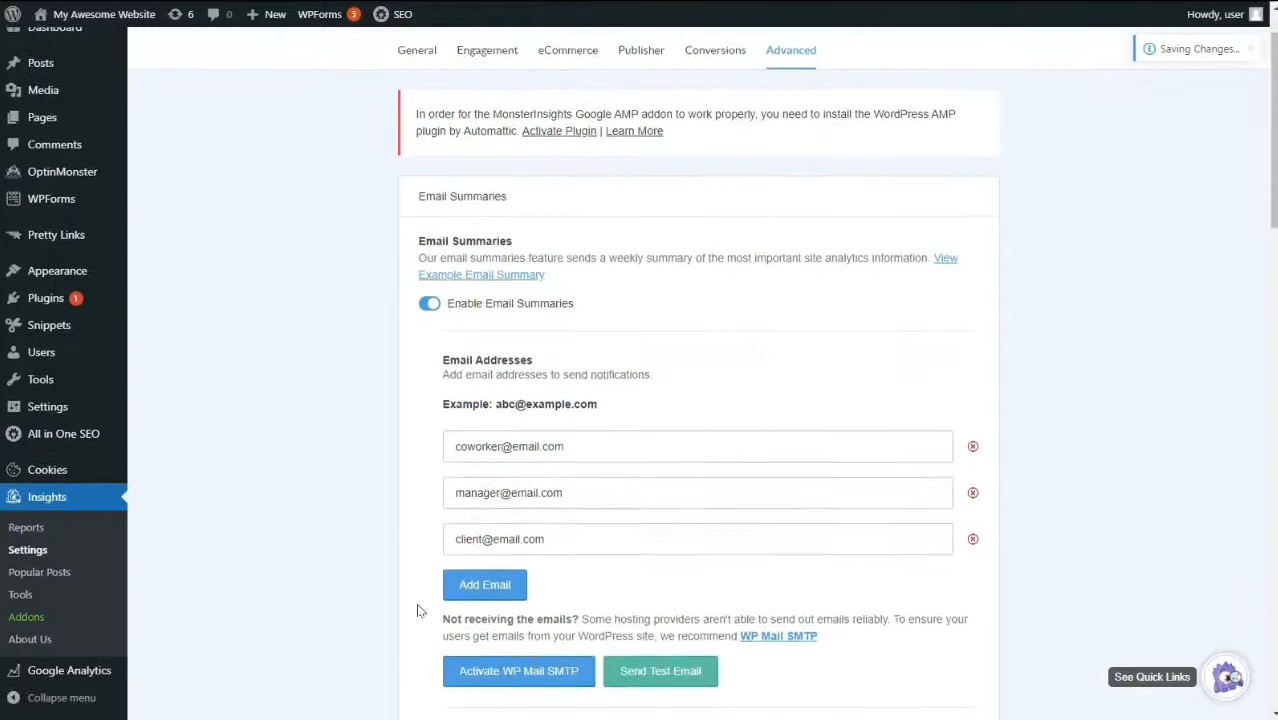 My Awesome Website 6 0 New WPForms 3 SEO Howdy, user
Dashboard
Posts
Media
Pages
Comments
OptinMonster
WPForms
Pretty Links
Appearance
Plugins 1
Snippets
Users
Tools
Settings
All in One SEO
Cookies
Insights
Reports
Settings
Popular Posts
Tools
Addons
About Us
Google Analytics
Collapse menu
General Engagement eCommerce Publisher Conversions Advanced
Saving Changes...
In order for the MonsterInsights Google AMP addon to work properly, you need to install the WordPress AMP
plugin by Automattic. Activate Plugin | Learn More
Email Summaries
Email Summaries
Our email summaries feature sends a weekly summary of the most important site analytics information. View
Example Email Summary
Enable Email Summaries
Email Addresses
Add email addresses to send notifications.
Example: abc@example.com
coworker@email.com
manager@email.com
client@email.com
Add Email
Not receiving the emails? Some hosting providers aren't able to send out emails reliably. To ensure your
users get emails from your WordPress site, we recommend WP Mail SMTP
Activate WP Mail SMTP Send Test Email
See Quick Links